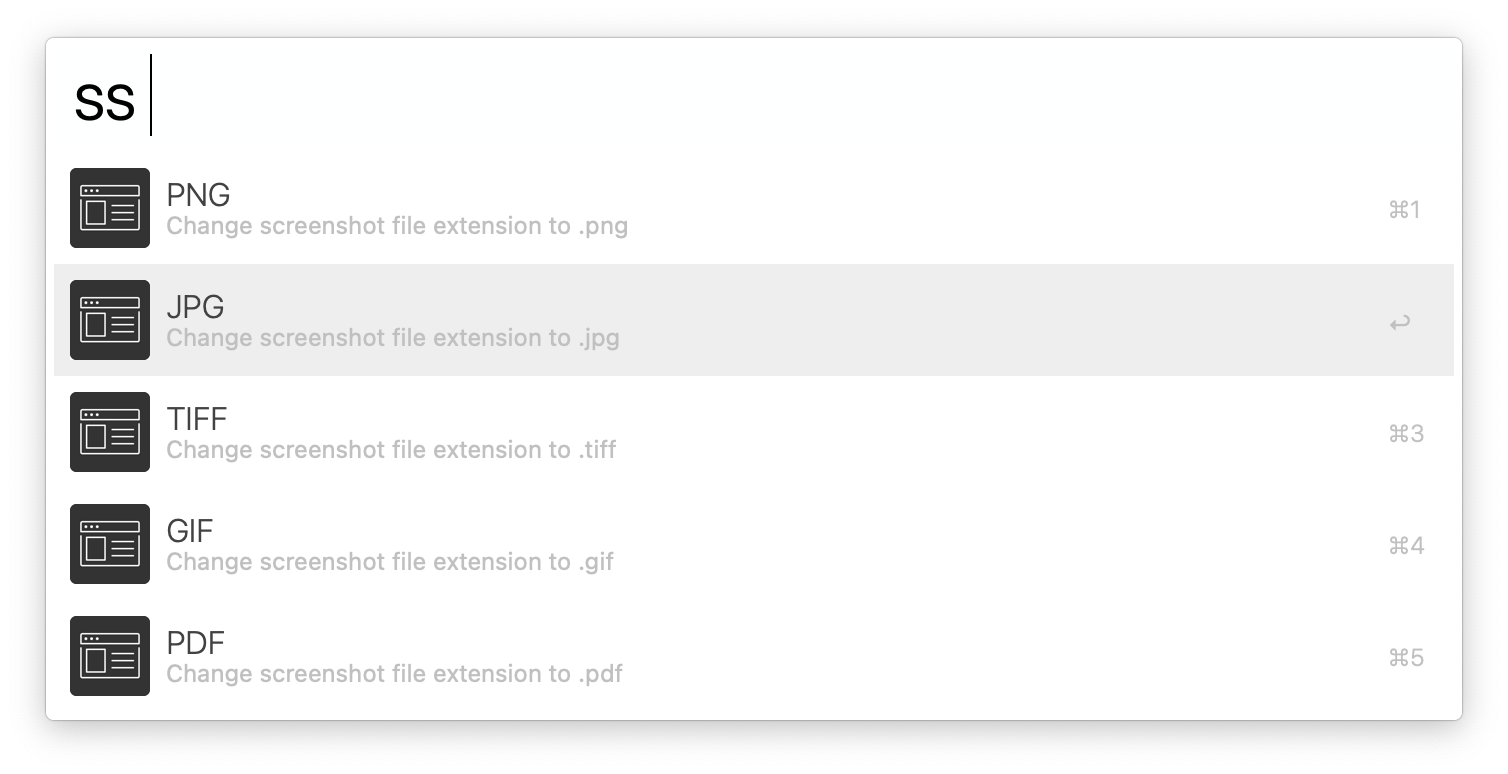 ss
PNG
Change screenshot file extension to .png
⌘1
JPG
Change screenshot file extension to .jpg
↩
TIFF
Change screenshot file extension to .tiff
⌘3
GIF
Change screenshot file extension to .gif
⌘4
PDF
Change screenshot file extension to .pdf
⌘5